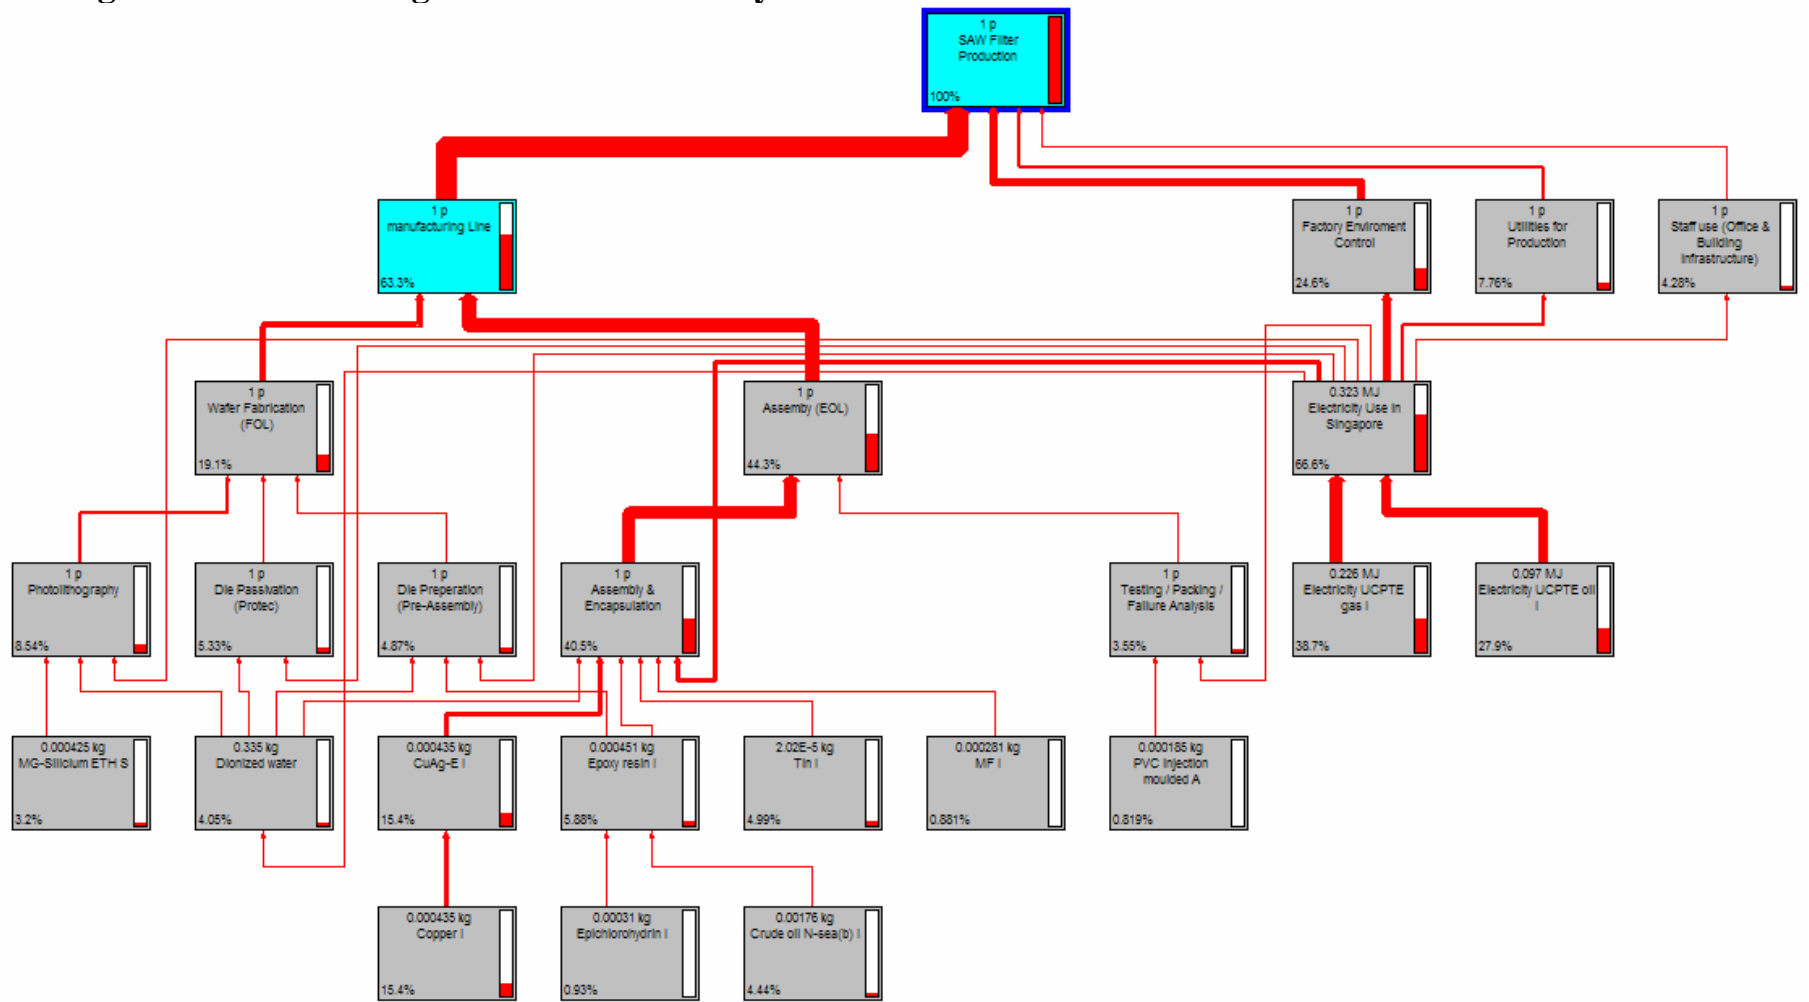 1 p
SAW Filter
Production
100%
1 p
manufacturing Line
63.3%
1 p
Factory Enviroment
Control
24.6%
1 p
Utilities for
Production
7.76%
1 p
Staff use (Office &
Building
Infrastructure)
4.28%
1 p
Wafer Fabrication
(FOL)
19.1%
1 p
Assemby (EOL)
44.3%
0.323 MJ
Electricity Use in
Singapore
66.6%
1 p
Photolithography
8.54%
1 p
Die Passivation
(Protec)
5.33%
1 p
Die Preperation
(Pre-Assembly)
4.87%
1 p
Assembly &
Encapsulation
40.5%
1 p
Testing / Packing /
Failure Analysis
3.55%
0.226 MJ
Electricity UCPTE
gas I
38.7%
0.097 MJ
Electricity UCPTE oil
I
27.9%
0.000425 kg
MG-Silicium ETH S
3.2%
0.335 kg
Dionized water
4.05%
0.000435 kg
CuAg-E I
15.4%
0.000451 kg
Epoxy resin I
5.88%
2.02E-5 kg
Tin I
4.99%
0.000281 kg
MF I
0.881%
0.000185 kg
PVC Injection
moulded A
0.819%
0.000435 kg
Copper I
15.4%
0.00031 kg
Epichlorohydrin I
0.93%
0.00176 kg
Crude oil N-sea(b) I
4.44%